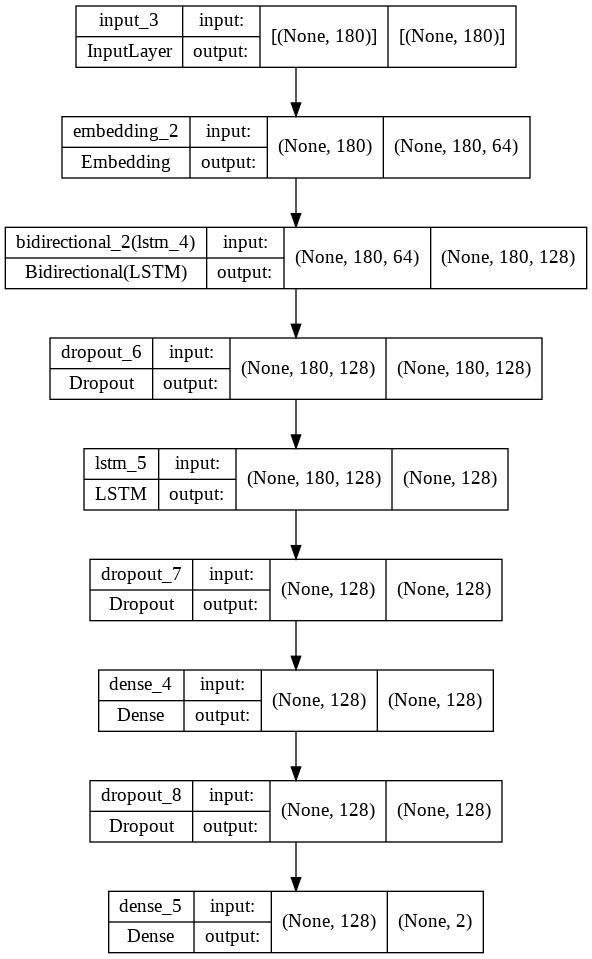 input_3 input: [(None, 180)] [(None, 180)]
InputLayer output:
embedding_2 input: (None, 180) (None, 180, 64)
Embedding output:
bidirectional_2(lstm_4) input: (None, 180, 64) (None, 180, 128)
Bidirectional(LSTM) output:
dropout_6 input: (None, 180, 128) (None, 180, 128)
Dropout output:
lstm_5 input: (None, 180, 128) (None, 128)
LSTM output:
dropout_7 input: (None, 128) (None, 128)
Dropout output:
dense_4 input: (None, 128) (None, 128)
Dense output:
dropout_8 input: (None, 128) (None, 128)
Dropout output:
dense_5 input: (None, 128) (None, 2)
Dense output: